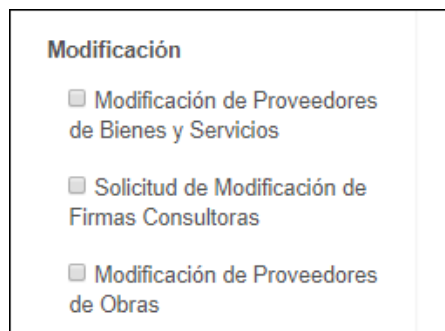 Modificación
Modificación de Proveedores
de Bienes y Servicios
Solicitud de Modificación de
Firmas Consultoras
Modificación de Proveedores
de Obras